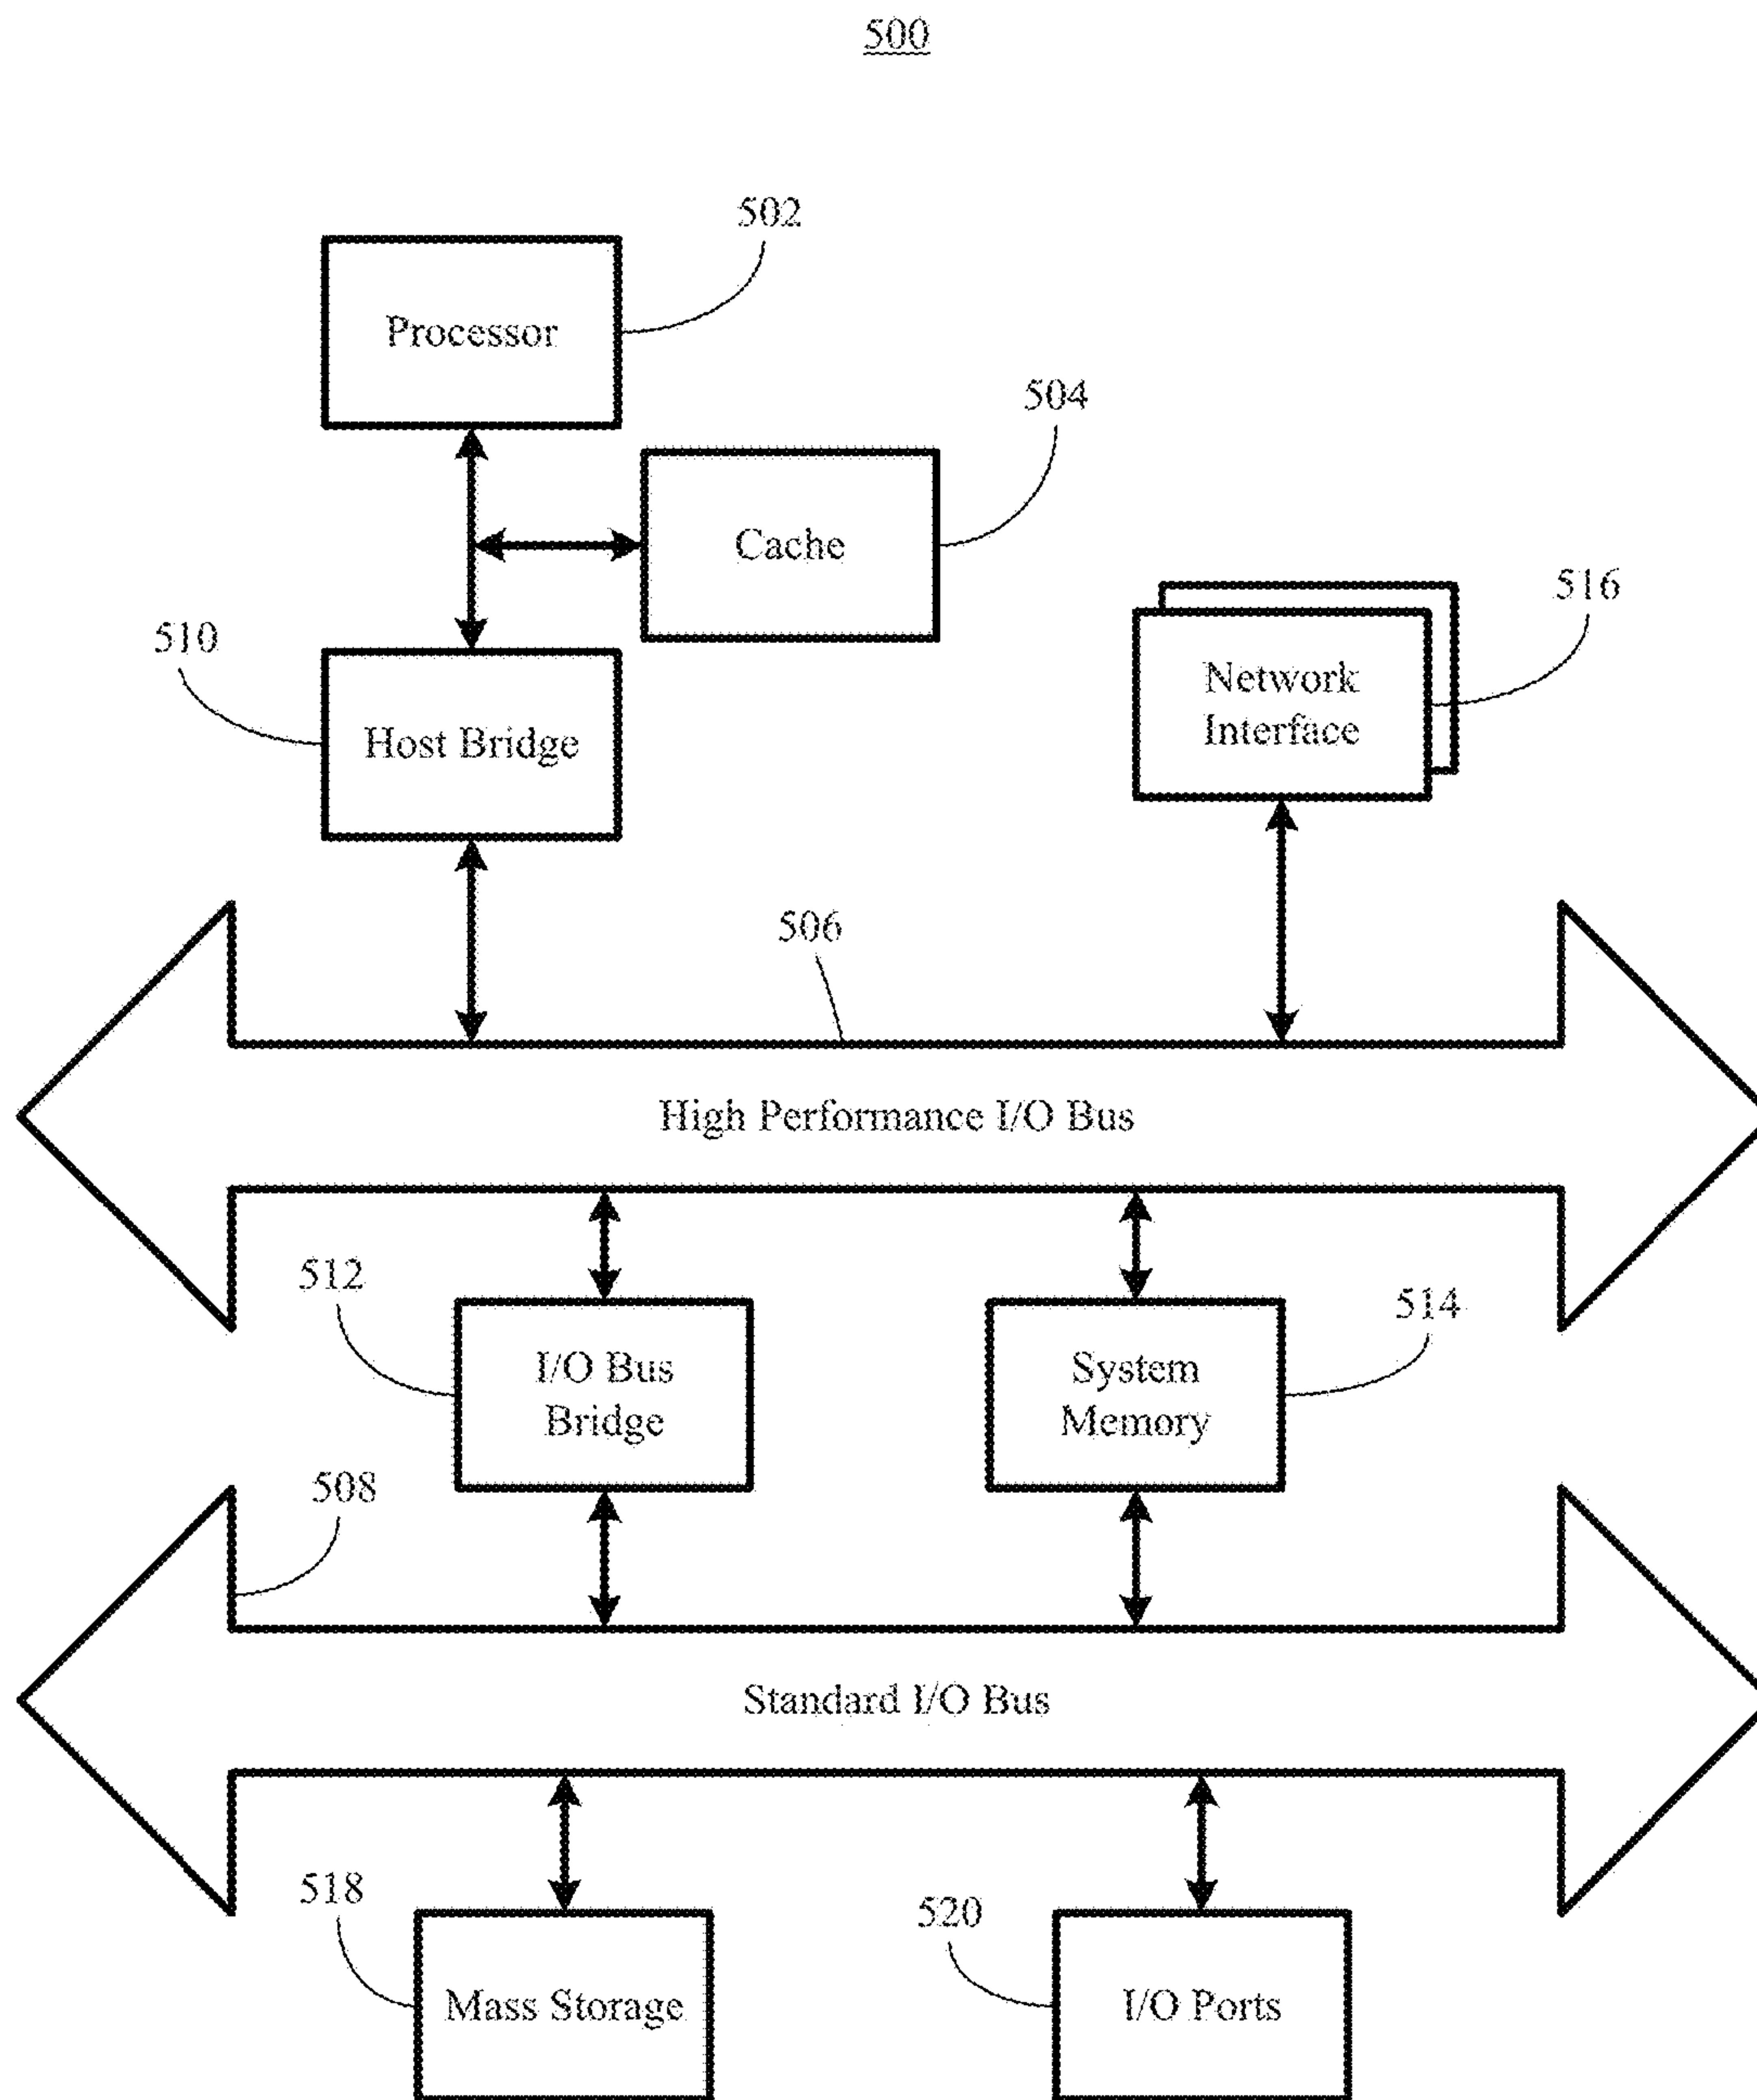 500
502
Processor
504
Cache
516
510
Network
Interface
Host Bridge
506
High Performance I/O Bus
512
514
I/O Bus
Bridge
System
Memory
508
Standard I/O Bus
518
520
Mass Storage
I/O Ports